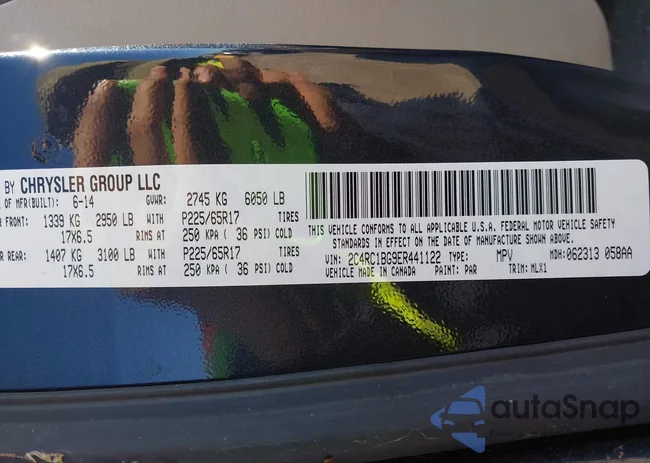 BY CHRYSLER GROUP LLC
OF MFR(BUILT): 6-14 GVWR: 2745 KG 6050 LB
FRONT: 1339 KG 2950 LB WITH P225/65R17 TIRES
17X6.5 RIMS AT 250 KPA ( 36 PSI) COLD
REAR: 1407 KG 3100 LB WITH P225/65R17 TIRES
17X6.5 RIMS AT 250 KPA ( 36 PSI) COLD
THIS VEHICLE CONFORMS TO ALL APPLICABLE U.S.A. FEDERAL MOTOR VEHICLE SAFETY
STANDARDS IN EFFECT ON THE DATE OF MANUFACTURE SHOWN ABOVE.
VIN: 2C4RC1BG9ER441122 TYPE: MPV MDH: 062313 058AA
VEHICLE MADE IN CANADA PAINT: PAR TRIM: MLX1
autoSnap